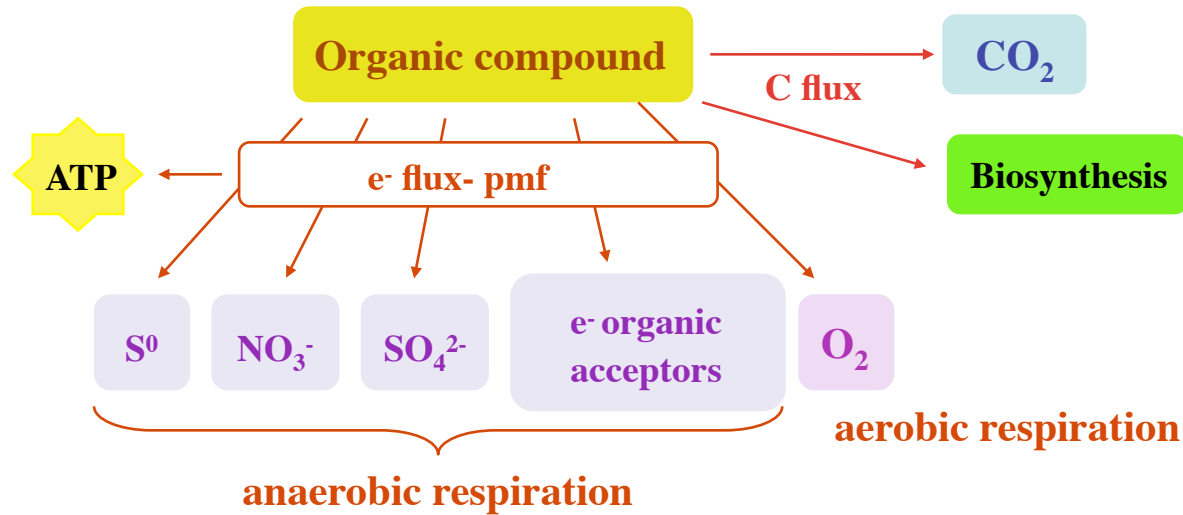 Organic compound
CO₂
C flux
ATP
e⁻ flux- pmf
Biosynthesis
S⁰
NO₃⁻
SO₄²⁻
e⁻ organic
acceptors
O₂
aerobic respiration
anaerobic respiration